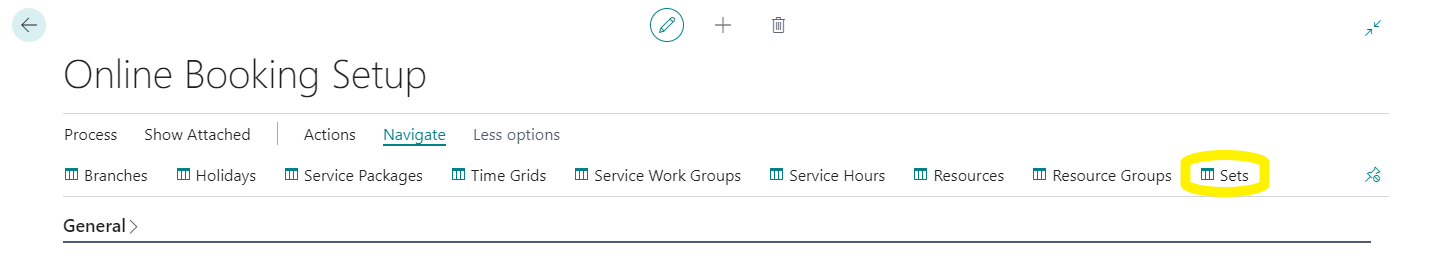 Online Booking Setup
Process Show Attached Actions Navigate Less options
Branches Holidays Service Packages Time Grids Service Work Groups Service Hours Resources Resource Groups Sets
General